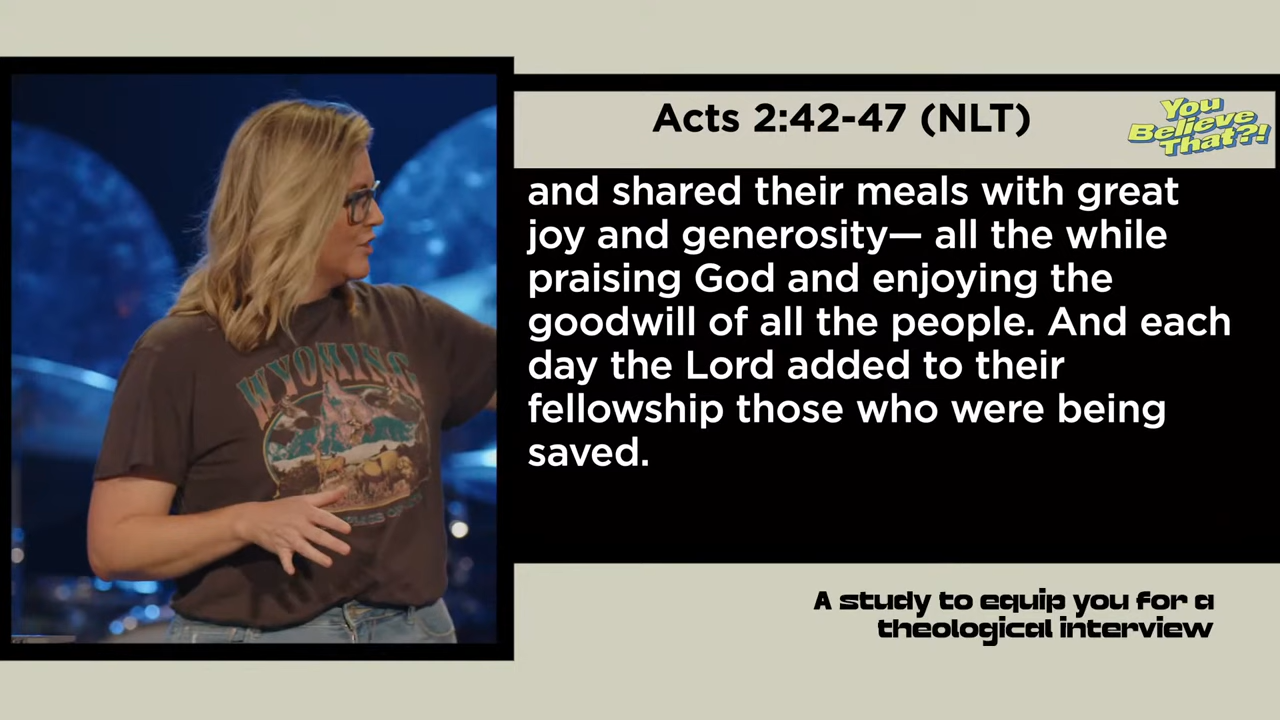 Acts 2:42-47 (NLT)
You
Believe
That?!
and shared their meals with great
joy and generosity— all the while
praising God and enjoying the
goodwill of all the people. And each
day the Lord added to their
fellowship those who were being
saved.
WYOMING
A study to equip you for a
theological interview